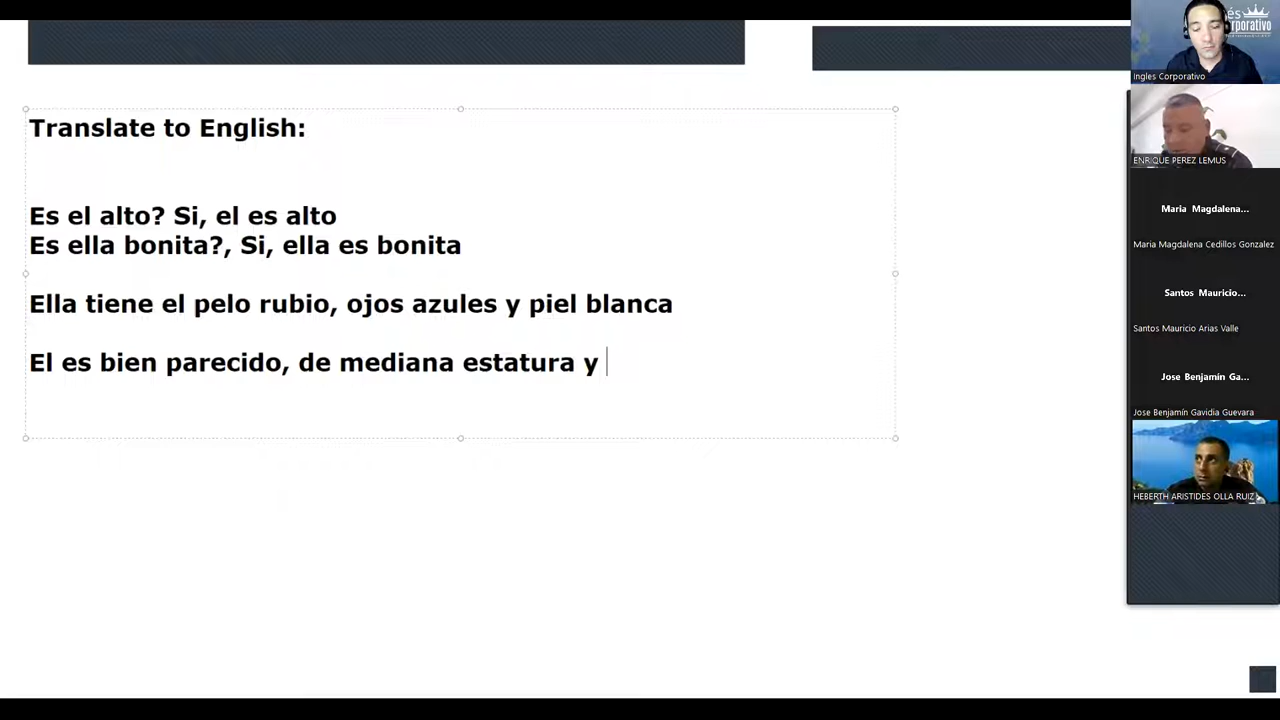 Translate to English:
Es el alto? Si, el es alto
Es ella bonita?, Si, ella es bonita
Ella tiene el pelo rubio, ojos azules y piel blanca
El es bien parecido, de mediana estatura y
Ingles Corporativo
ENRIQUE PEREZ LEMUS
Maria Magdalena...
Maria Magdalena Cedillos Gonzalez
Santos Mauricio...
Santos Mauricio Arias Valle
Jose Benjamín Ga...
Jose Benjamín Gavidia Guevara
HEBERTH ARISTIDES OLLA RUIZ